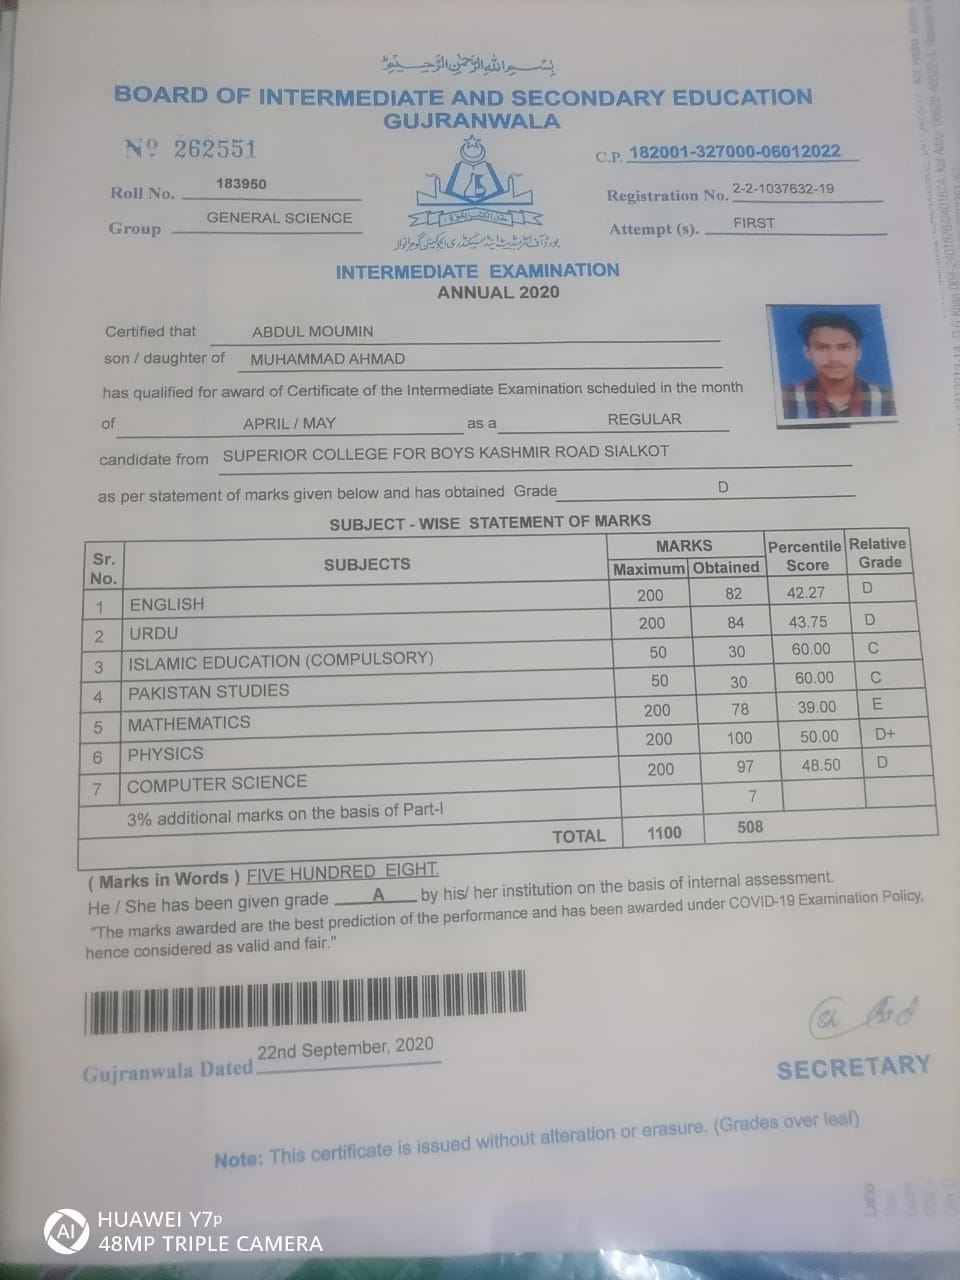 بسم اللہ الرحمن الرحیم
BOARD OF INTERMEDIATE AND SECONDARY EDUCATION
GUJRANWALA
Nº 262551
C.P. 182001-327000-06012022
Roll No. 183950
Registration No. 2-2-1037632-19
Group GENERAL SCIENCE
Attempt (s). FIRST
INTERMEDIATE EXAMINATION
ANNUAL 2020
Certified that ABDUL MOUMIN
son / daughter of MUHAMMAD AHMAD
has qualified for award of Certificate of the Intermediate Examination scheduled in the month
of APRIL / MAY as a REGULAR
candidate from SUPERIOR COLLEGE FOR BOYS KASHMIR ROAD SIALKOT
as per statement of marks given below and has obtained Grade D
SUBJECT - WISE STATEMENT OF MARKS
Sr. No. SUBJECTS MARKS Maximum Obtained Percentile Score Relative Grade
1 ENGLISH 200 82 42.27 D
2 URDU 200 84 43.75 D
3 ISLAMIC EDUCATION (COMPULSORY) 50 30 60.00 C
4 PAKISTAN STUDIES 50 30 60.00 C
5 MATHEMATICS 200 78 39.00 E
6 PHYSICS 200 100 50.00 D+
7 COMPUTER SCIENCE 200 97 48.50 D
3% additional marks on the basis of Part-I 7
TOTAL 1100 508
( Marks in Words ) FIVE HUNDRED EIGHT.
He / She has been given grade A by his/ her institution on the basis of internal assessment.
"The marks awarded are the best prediction of the performance and has been awarded under COVID-19 Examination Policy,
hence considered as valid and fair."
Gujranwala Dated 22nd September, 2020
SECRETARY
Note: This certificate is issued without alteration or erasure. (Grades over leaf)
AI HUAWEI Y7p
48MP TRIPLE CAMERA